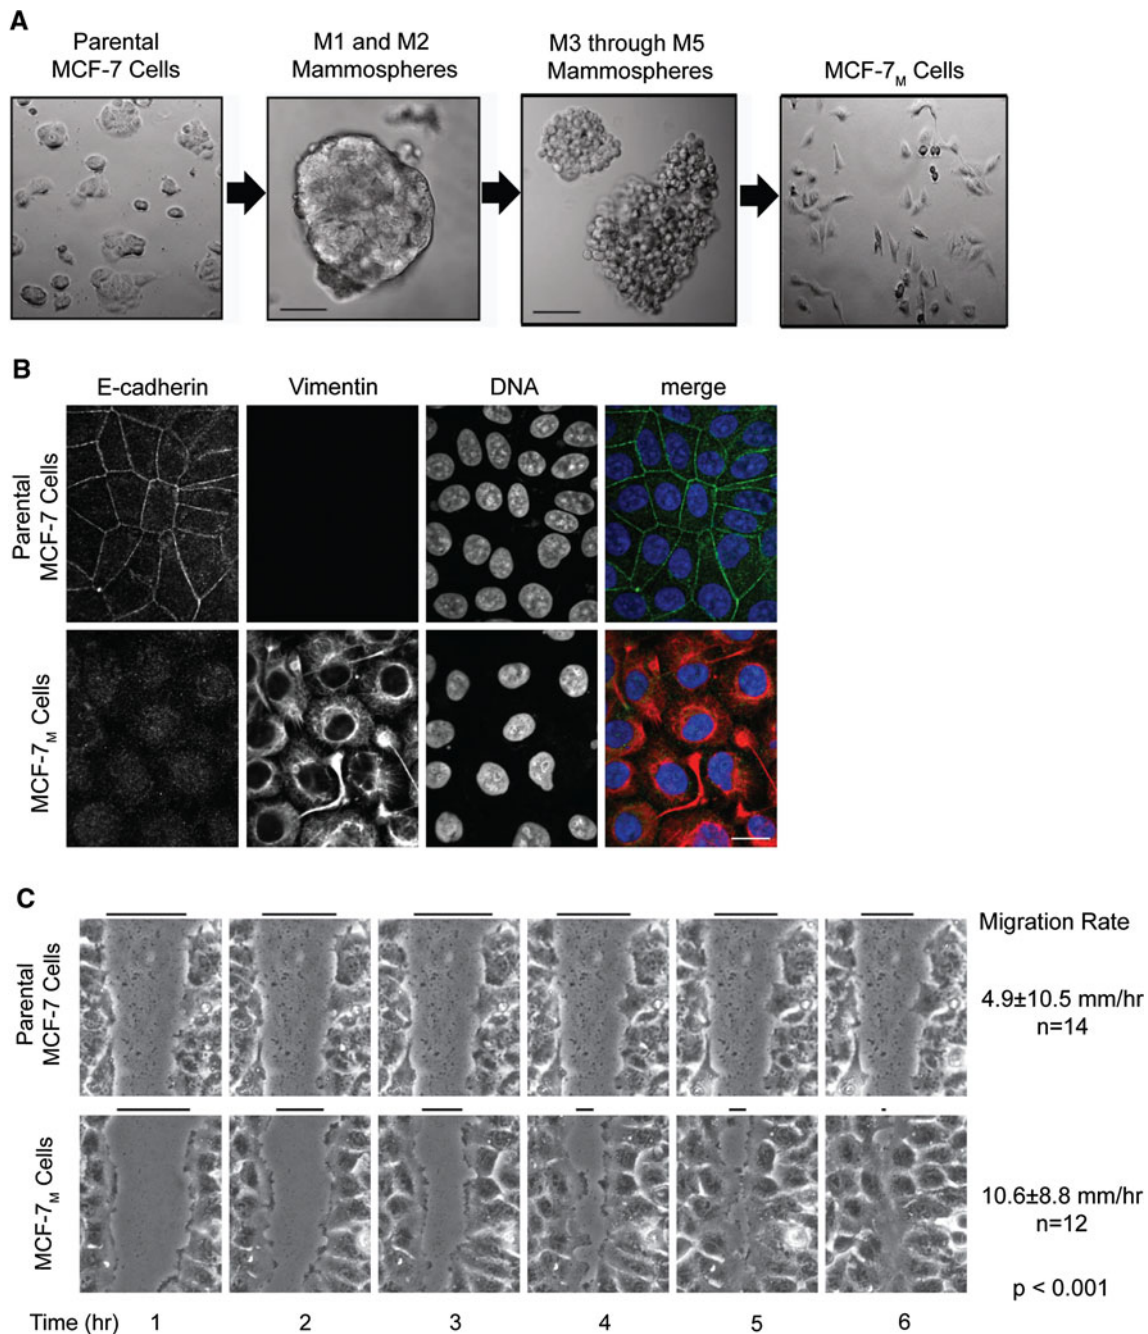 A
Parental
MCF-7 Cells
M1 and M2
Mammospheres
M3 through M5
Mammospheres
MCF-7M Cells
B
E-cadherin
Vimentin
DNA
merge
Parental
MCF-7 Cells
MCF-7M Cells
C
Migration Rate
Parental
MCF-7 Cells
4.9±10.5 mm/hr
n=14
MCF-7M Cells
10.6±8.8 mm/hr
n=12
p < 0.001
Time (hr) 1 2 3 4 5 6